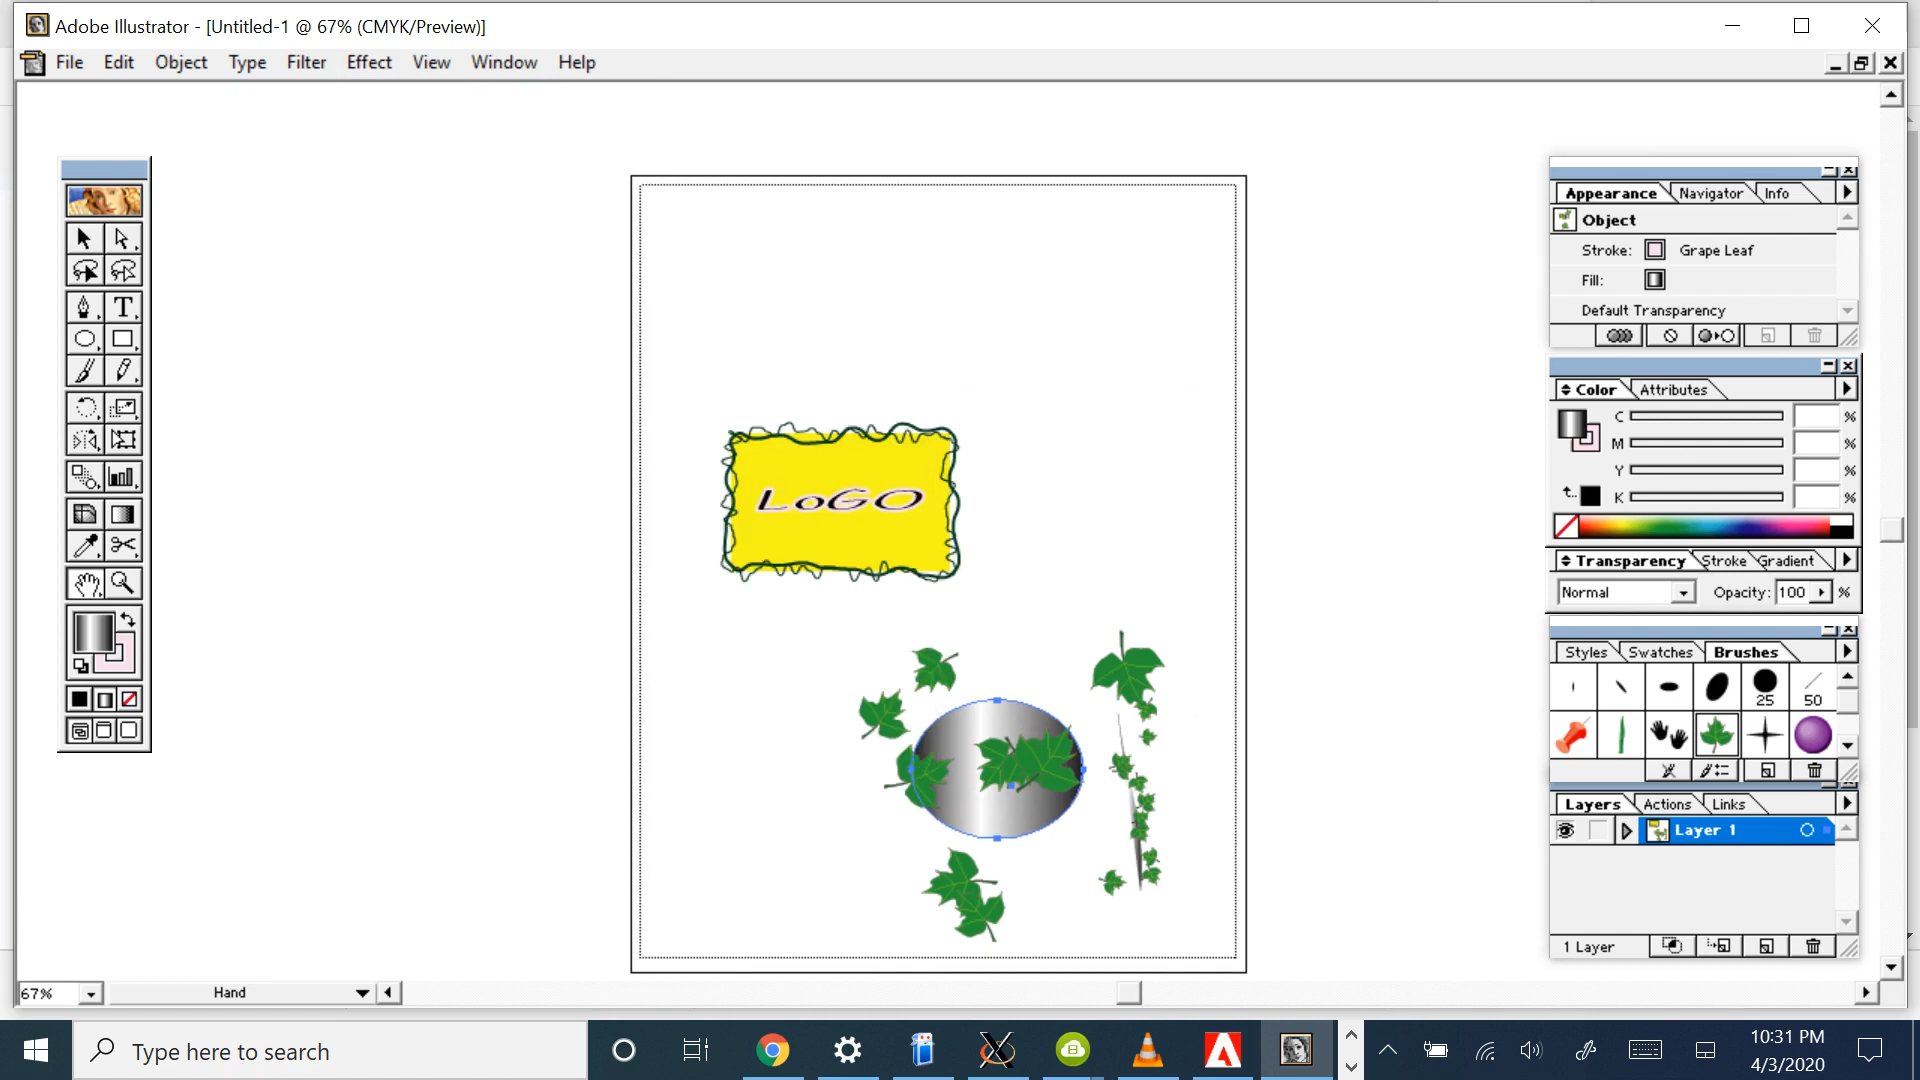 Adobe Illustrator - [Untitled-1 @ 67% (CMYK/Preview)]
File Edit Object Type Filter Effect View Window Help
Appearance Navigator Info
Object
Stroke: Grape Leaf
Fill:
Default Transparency
Color Attributes
C %
M %
Y %
K %
Transparency Stroke Gradient
Normal Opacity: 100 %
Styles Swatches Brushes
25 50
Layers Actions Links
Layer 1
1 Layer
T
LoGO
67% Hand
Type here to search
10:31 PM
4/3/2020